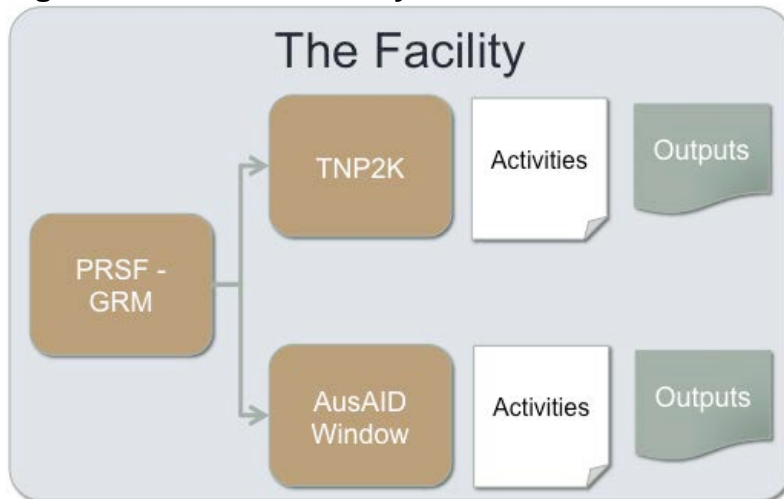 The Facility
TNP2K
Activities
Outputs
PRSF -
GRM
AusAID
Window
Activities
Outputs